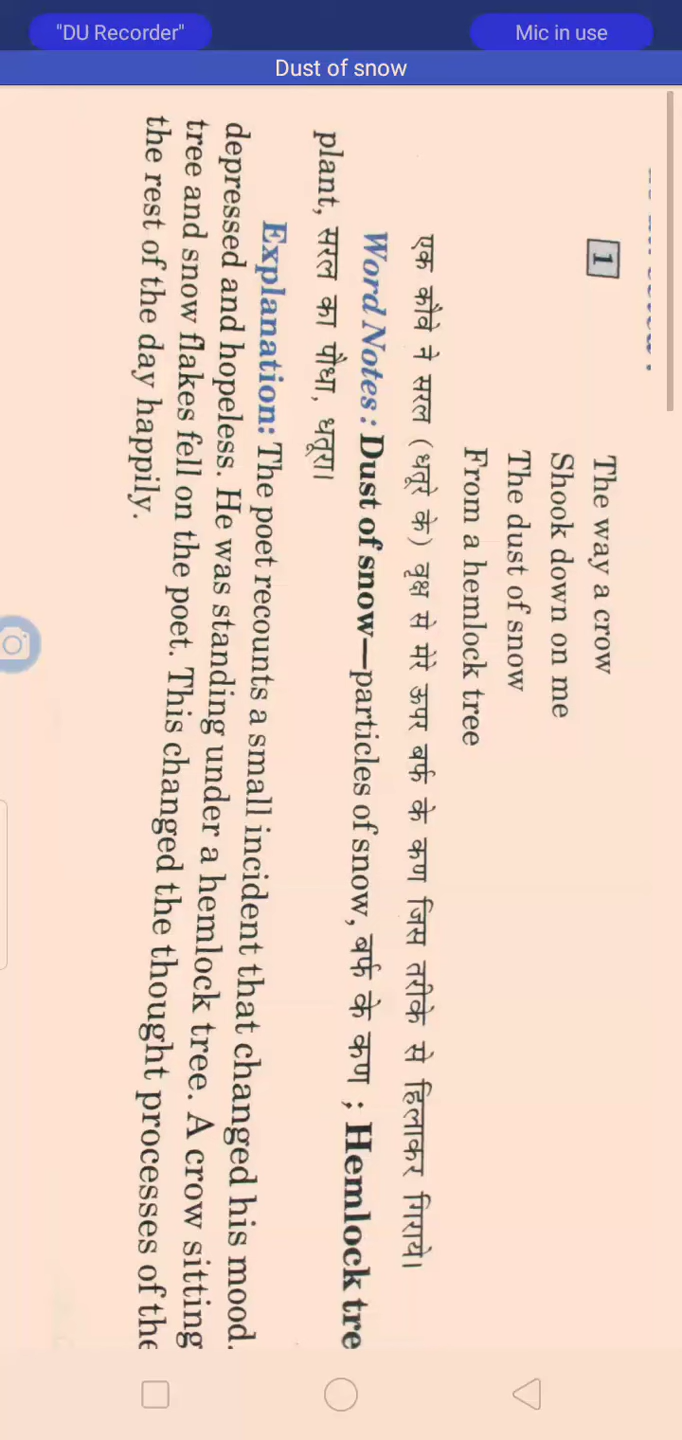 "DU Recorder"
Mic in use
Dust of snow
1
The way a crow
Shook down on me
The dust of snow
From a hemlock tree
एक कौवे ने सरल (धतूरे के) वृक्ष से मेरे ऊपर बर्फ के कण जिस तरीके से हिलाकर गिराये।
Word Notes : Dust of snow—particles of snow, बर्फ के कण ; Hemlock tre
plant, सरल का पौधा, धतूरा।
Explanation: The poet recounts a small incident that changed his mood.
depressed and hopeless. He was standing under a hemlock tree. A crow sitting
tree and snow flakes fell on the poet. This changed the thought processes of the
the rest of the day happily.